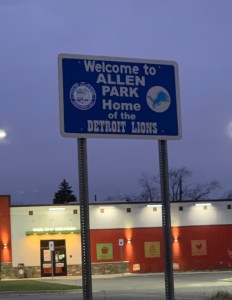 Welcome to
ALLEN
PARK
Home
of the
DETROIT LIONS